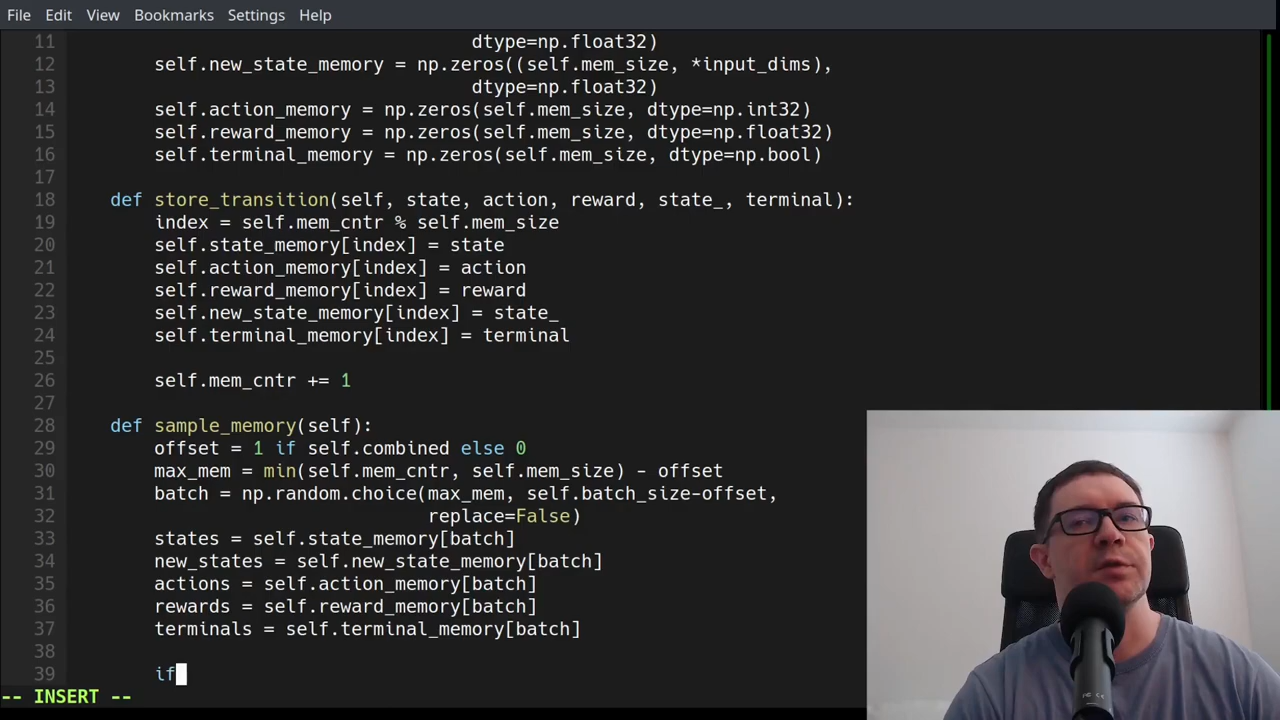 File Edit View Bookmarks Settings Help
11 dtype=np.float32)
12 self.new_state_memory = np.zeros((self.mem_size, *input_dims),
13 dtype=np.float32)
14 self.action_memory = np.zeros(self.mem_size, dtype=np.int32)
15 self.reward_memory = np.zeros(self.mem_size, dtype=np.float32)
16 self.terminal_memory = np.zeros(self.mem_size, dtype=np.bool)
17
18 def store_transition(self, state, action, reward, state_, terminal):
19 index = self.mem_cntr % self.mem_size
20 self.state_memory[index] = state
21 self.action_memory[index] = action
22 self.reward_memory[index] = reward
23 self.new_state_memory[index] = state_
24 self.terminal_memory[index] = terminal
25
26 self.mem_cntr += 1
27
28 def sample_memory(self):
29 offset = 1 if self.combined else 0
30 max_mem = min(self.mem_cntr, self.mem_size) - offset
31 batch = np.random.choice(max_mem, self.batch_size-offset,
32 replace=False)
33 states = self.state_memory[batch]
34 new_states = self.new_state_memory[batch]
35 actions = self.action_memory[batch]
36 rewards = self.reward_memory[batch]
37 terminals = self.terminal_memory[batch]
38
39 if
-- INSERT --